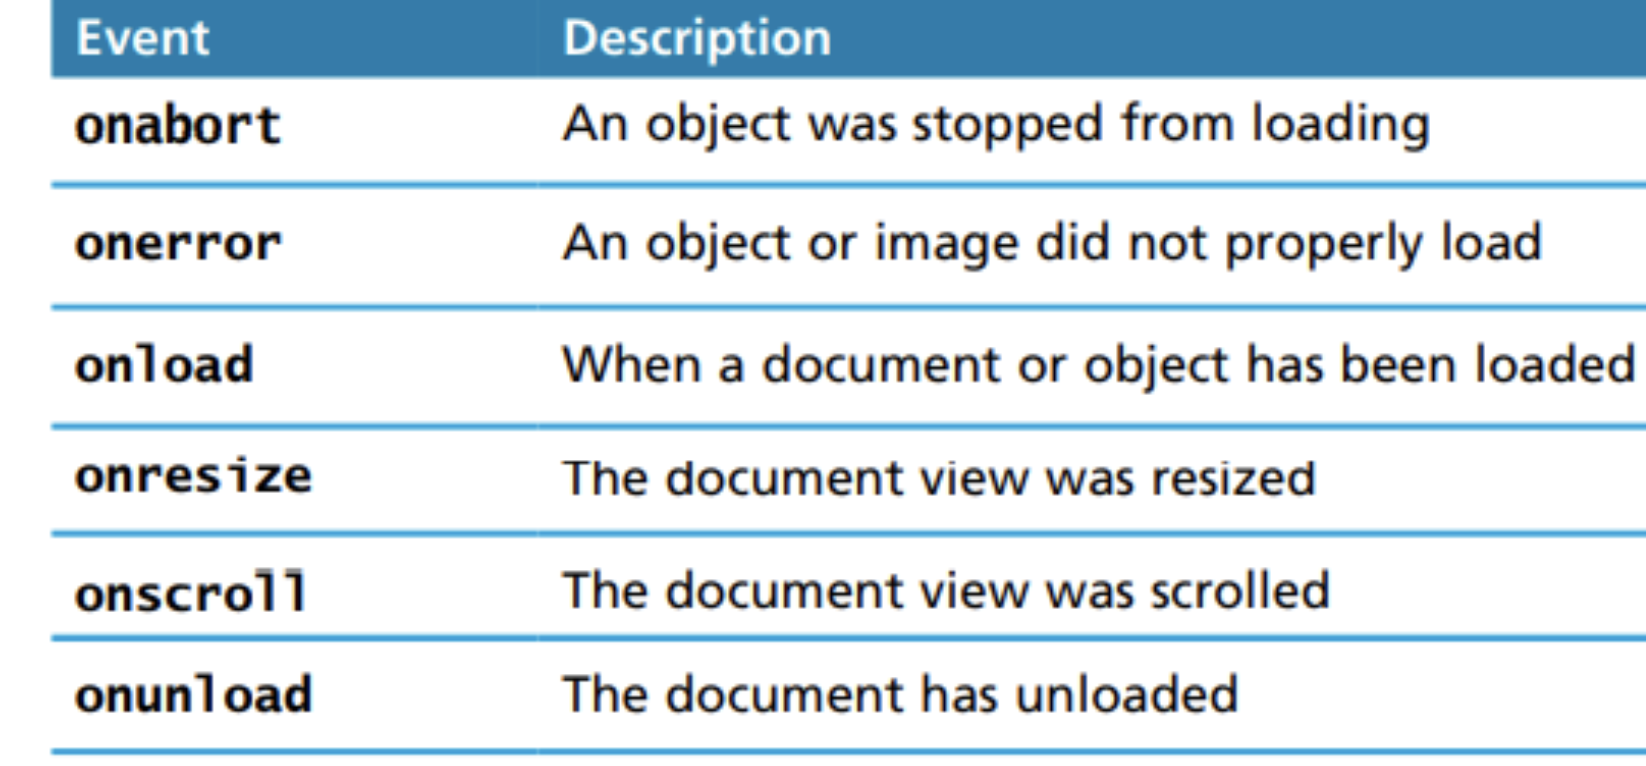 Event Description
onabort An object was stopped from loading
onerror An object or image did not properly load
onload When a document or object has been loaded
onresize The document view was resized
onscroll The document view was scrolled
onunload The document has unloaded